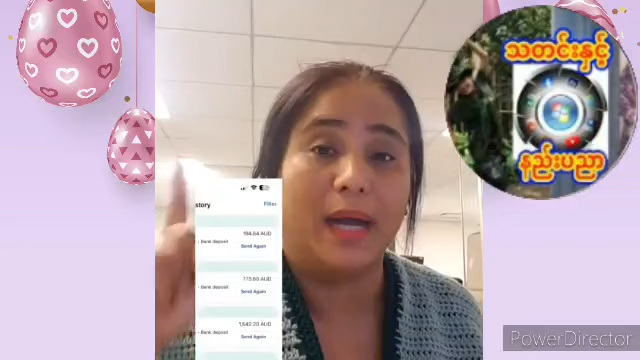 သတင်းနှင့်
နည်းပညာ
story
Filter
194.64 AUD
- Bank deposit
Send Again
113.60 AUD
- Bank deposit
Send Again
1,642.20 AUD
- Bank deposit
Send Again
PowerDirector